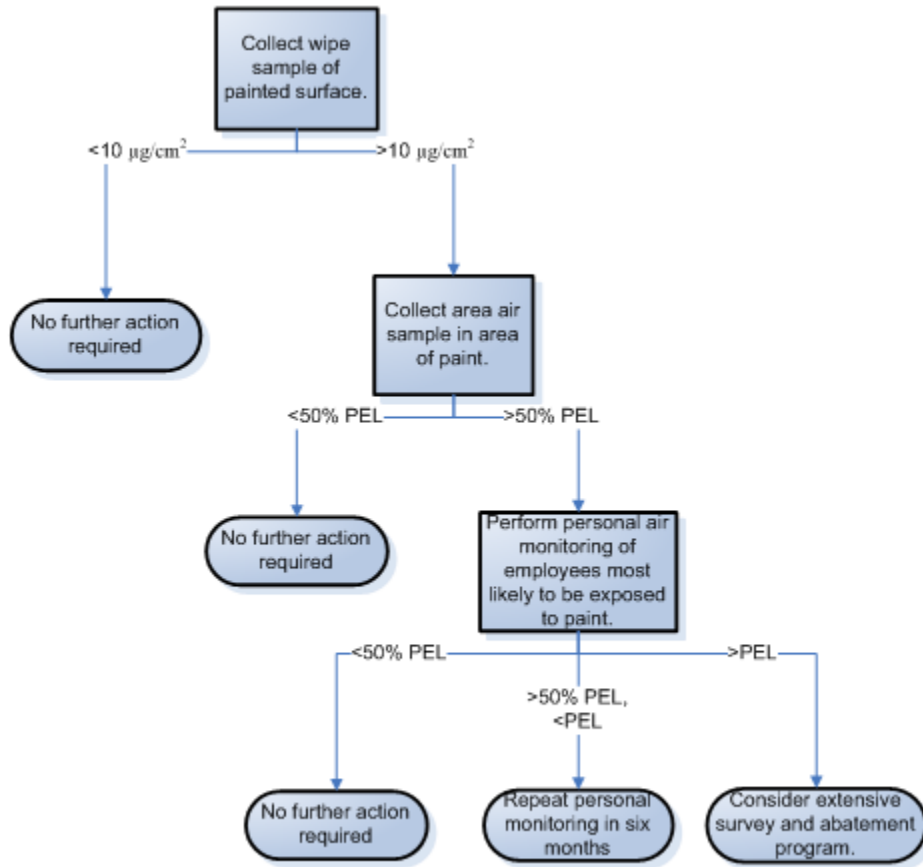 Collect wipe
sample of
painted surface.
<10 µg/cm²
>10 µg/cm²
No further action
required
Collect area air
sample in area
of paint.
<50% PEL
>50% PEL
No further action
required
Perform personal air
monitoring of
employees most
likely to be exposed
to paint.
<50% PEL
>50% PEL,
<PEL
>PEL
No further action
required
Repeat personal
monitoring in six
months
Consider extensive
survey and abatement
program.